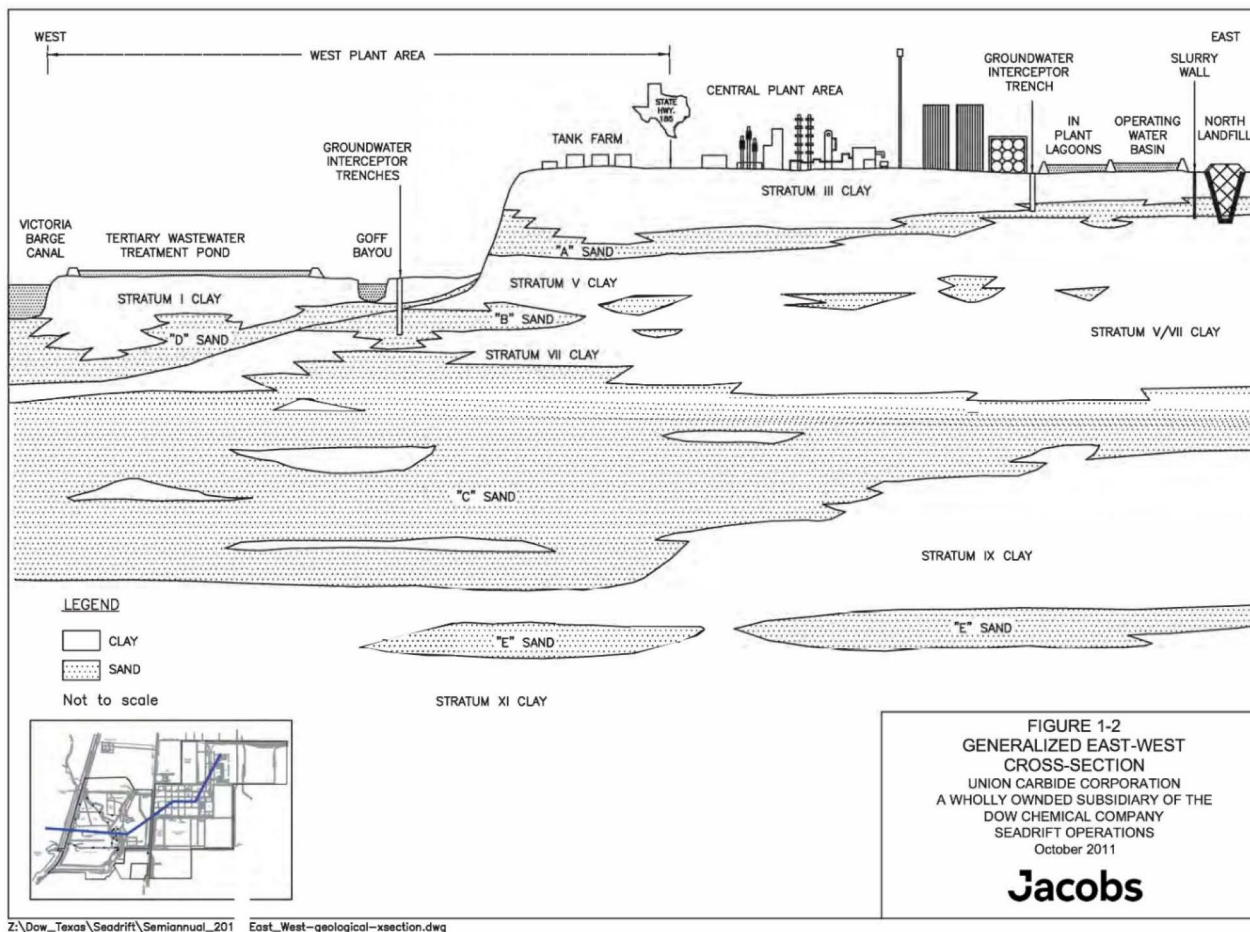 WEST
EAST
WEST PLANT AREA
STATE
HWY.
185
CENTRAL PLANT AREA
GROUNDWATER
INTERCEPTOR
TRENCH
SLURRY
WALL
TANK FARM
IN
PLANT
LAGOONS
OPERATING
WATER
BASIN
NORTH
LANDFILL
GROUNDWATER
INTERCEPTOR
TRENCHES
STRATUM III CLAY
VICTORIA
BARGE
CANAL
TERTIARY WASTEWATER
TREATMENT POND
GOFF
BAYOU
"A" SAND
STRATUM V CLAY
STRATUM I CLAY
"B" SAND
"D" SAND
STRATUM V/VII CLAY
STRATUM VII CLAY
"C" SAND
STRATUM IX CLAY
"E" SAND
"E" SAND
STRATUM XI CLAY
LEGEND
CLAY
SAND
Not to scale
FIGURE 1-2
GENERALIZED EAST-WEST
CROSS-SECTION
UNION CARBIDE CORPORATION
A WHOLLY OWNDED SUBSIDIARY OF THE
DOW CHEMICAL COMPANY
SEADRIFT OPERATIONS
October 2011
Jacobs
Z:\Dow_Texas\Seadrift\Semiannual_201 East_West-geological-xsection.dwg